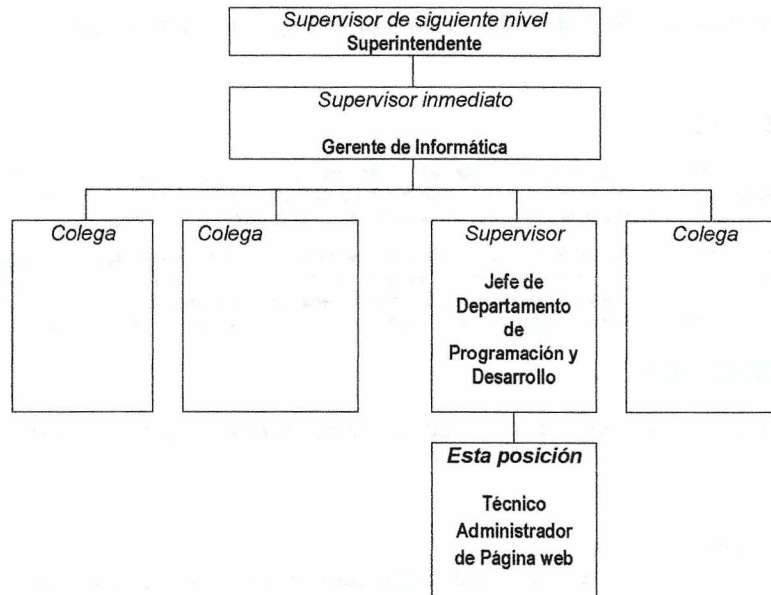 Supervisor de siguiente nivel
Superintendente
Supervisor inmediato
Gerente de Informática
Colega
Colega
Supervisor
Jefe de
Departamento
de
Programación y
Desarrollo
Colega
Esta posición
Técnico
Administrador
de Página web